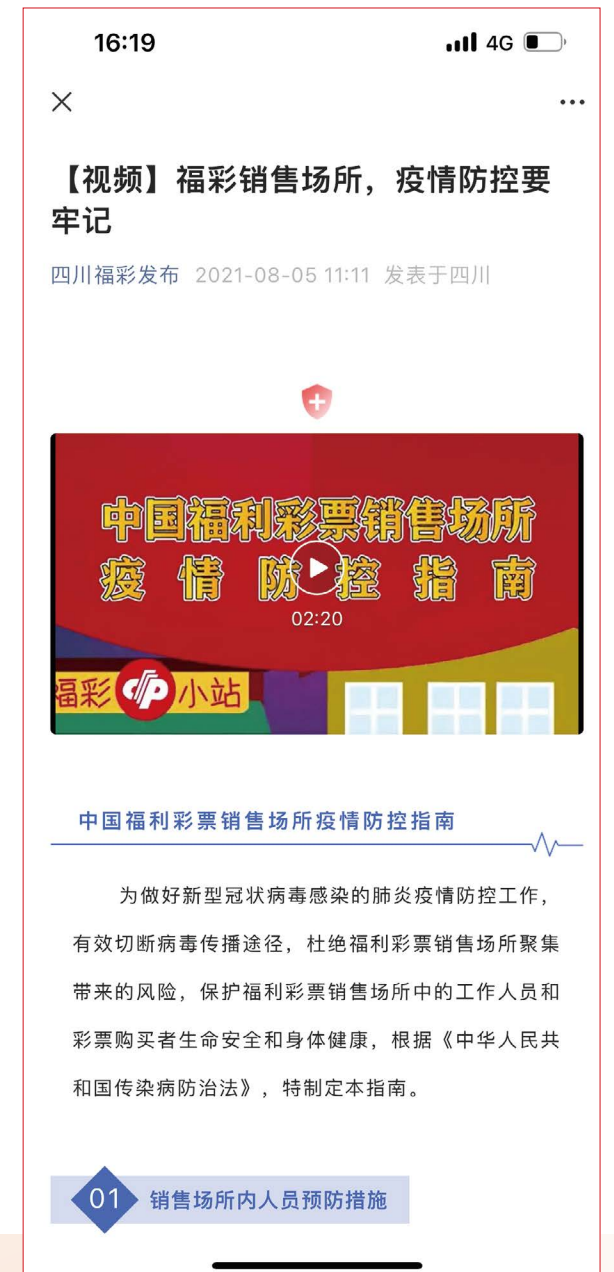 16:19
4G
【视频】福彩销售场所，疫情防控要
牢记
四川福彩发布 2021-08-05 11:11 发表于四川
中国福利彩票销售场所
疫情防控指南
02:20
福彩 小站
中国福利彩票销售场所疫情防控指南
为做好新型冠状病毒感染的肺炎疫情防控工作，
有效切断病毒传播途径，杜绝福利彩票销售场所聚集
带来的风险，保护福利彩票销售场所中的工作人员和
彩票购买者生命安全和身体健康，根据《中华人民共
和国传染病防治法》，特制定本指南。
01 销售场所内人员预防措施